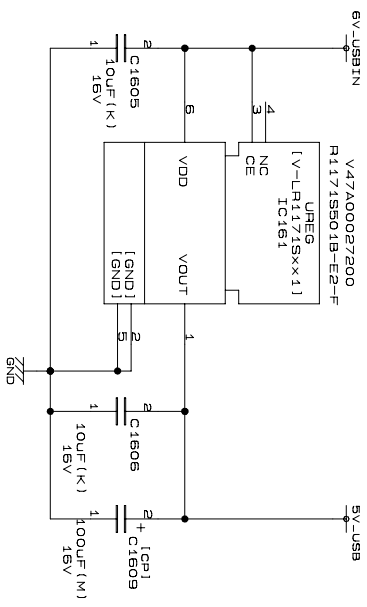 6V_USBIN
V47A00027200
R1171S501B-E2-F
UREG
[V-LR1171Sxx1]
IC161
4
NC
3
CE
6
VDD
VOUT
1
[GND]
2
[GND]
5
2
C1605
1
10uF(K)
16V
2
C1606
1
10uF(K)
16V
2
+
[CP]
C1609
1
100uF(M)
16V
5V_USB
GND